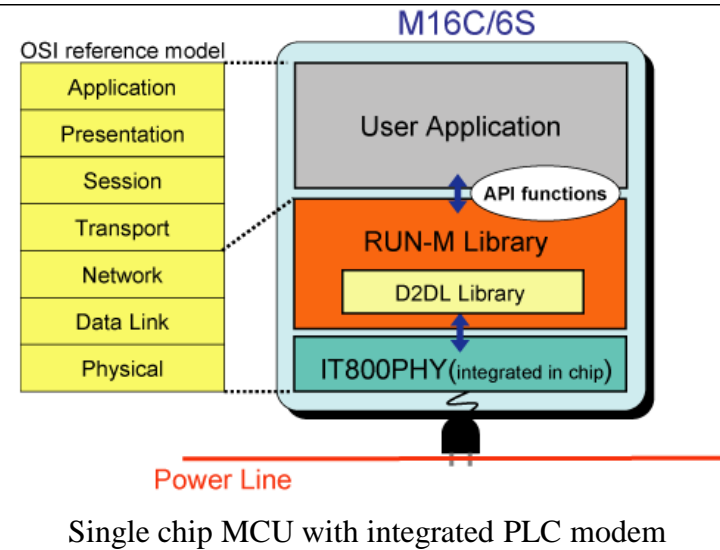 M16C/6S
OSI reference model
Application
Presentation
Session
Transport
Network
Data Link
Physical
User Application
API functions
RUN-M Library
D2DL Library
IT800PHY(integrated in chip)
Power Line
Single chip MCU with integrated PLC modem